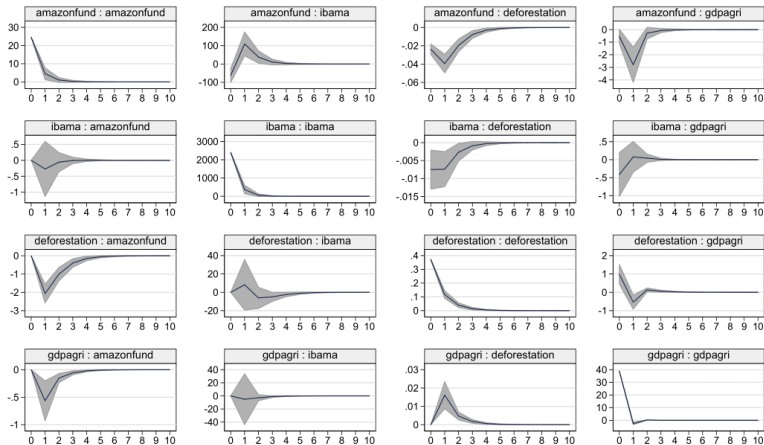 amazonfund : amazonfund
30
20
10
0
0 1 2 3 4 5 6 7 8 9 10
amazonfund : ibama
200
100
0
-100
0 1 2 3 4 5 6 7 8 9 10
amazonfund : deforestation
0
-.02
-.04
-.06
0 1 2 3 4 5 6 7 8 9 10
amazonfund : gdpagri
0
-1
-2
-3
-4
0 1 2 3 4 5 6 7 8 9 10
ibama : amazonfund
.5
0
-.5
-1
0 1 2 3 4 5 6 7 8 9 10
ibama : ibama
3000
2000
1000
0
0 1 2 3 4 5 6 7 8 9 10
ibama : deforestation
0
-.005
-.01
-.015
0 1 2 3 4 5 6 7 8 9 10
ibama : gdpagri
.5
0
-.5
-1
0 1 2 3 4 5 6 7 8 9 10
deforestation : amazonfund
0
-1
-2
-3
0 1 2 3 4 5 6 7 8 9 10
deforestation : ibama
40
20
0
-20
0 1 2 3 4 5 6 7 8 9 10
deforestation : deforestation
.4
.3
.2
.1
0
0 1 2 3 4 5 6 7 8 9 10
deforestation : gdpagri
2
1
0
-1
0 1 2 3 4 5 6 7 8 9 10
gdpagri : amazonfund
0
-.5
-1
0 1 2 3 4 5 6 7 8 9 10
gdpagri : ibama
40
20
0
-20
-40
0 1 2 3 4 5 6 7 8 9 10
gdpagri : deforestation
.03
.02
.01
0
0 1 2 3 4 5 6 7 8 9 10
gdpagri : gdpagri
40
30
20
10
0
0 1 2 3 4 5 6 7 8 9 10